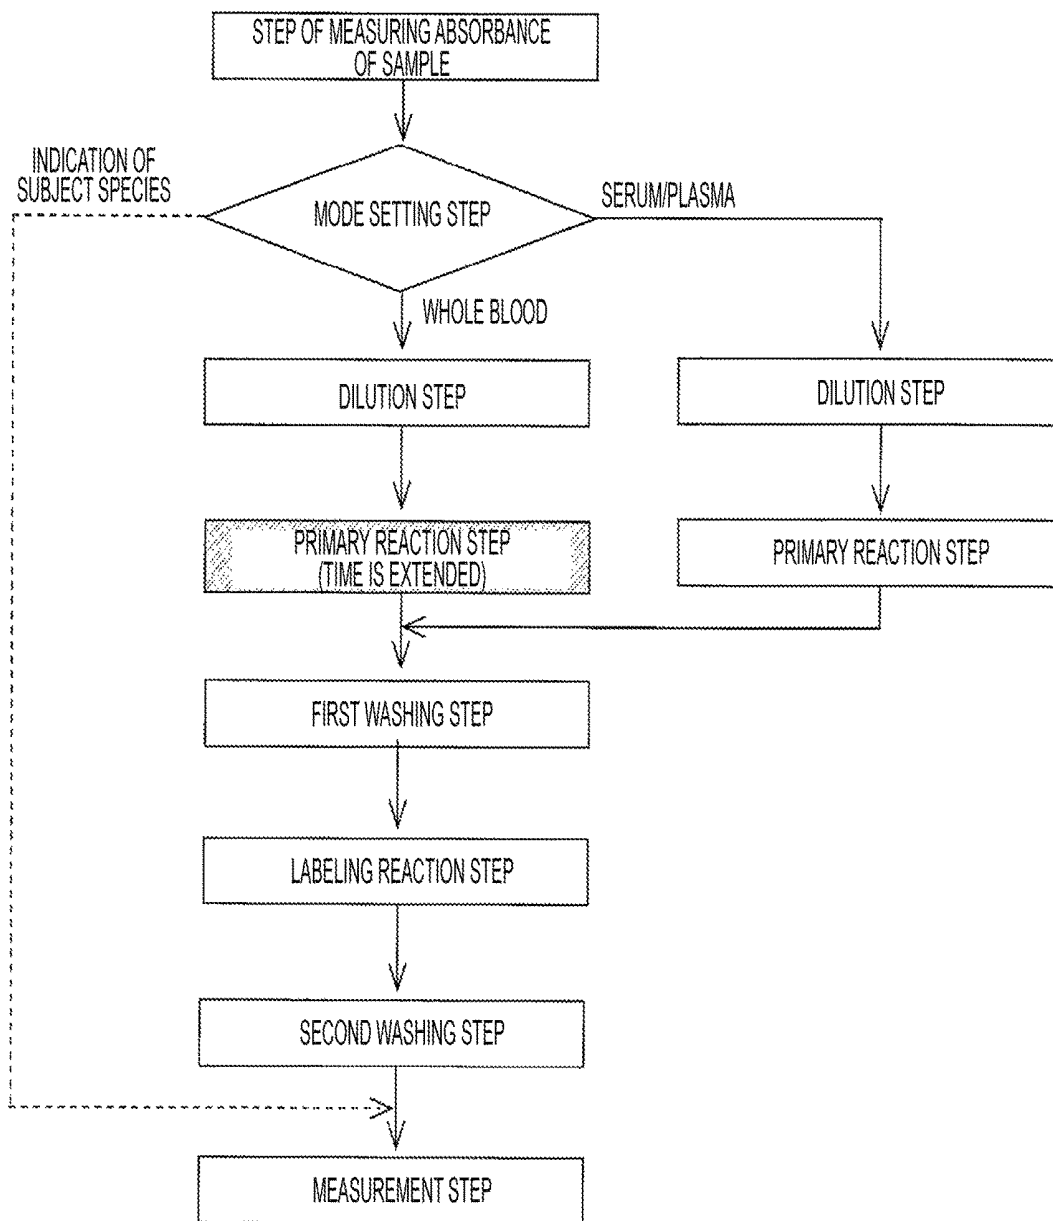 STEP OF MEASURING ABSORBANCE
OF SAMPLE
INDICATION OF
SUBJECT SPECIES
MODE SETTING STEP
SERUM/PLASMA
WHOLE BLOOD
DILUTION STEP
DILUTION STEP
PRIMARY REACTION STEP
(TIME IS EXTENDED)
PRIMARY REACTION STEP
FIRST WASHING STEP
LABELING REACTION STEP
SECOND WASHING STEP
MEASUREMENT STEP